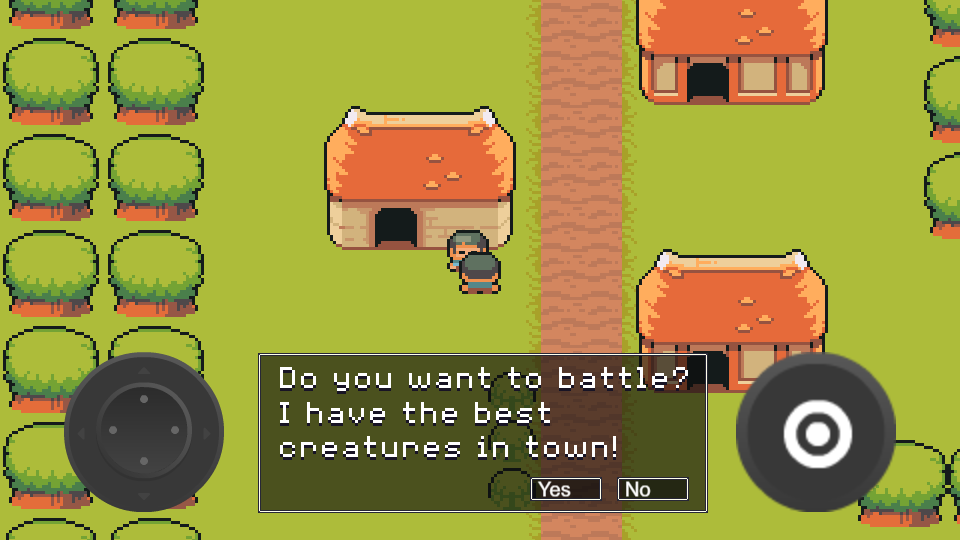 Do you want to battle?
I have the best
creatures in town!
Yes No